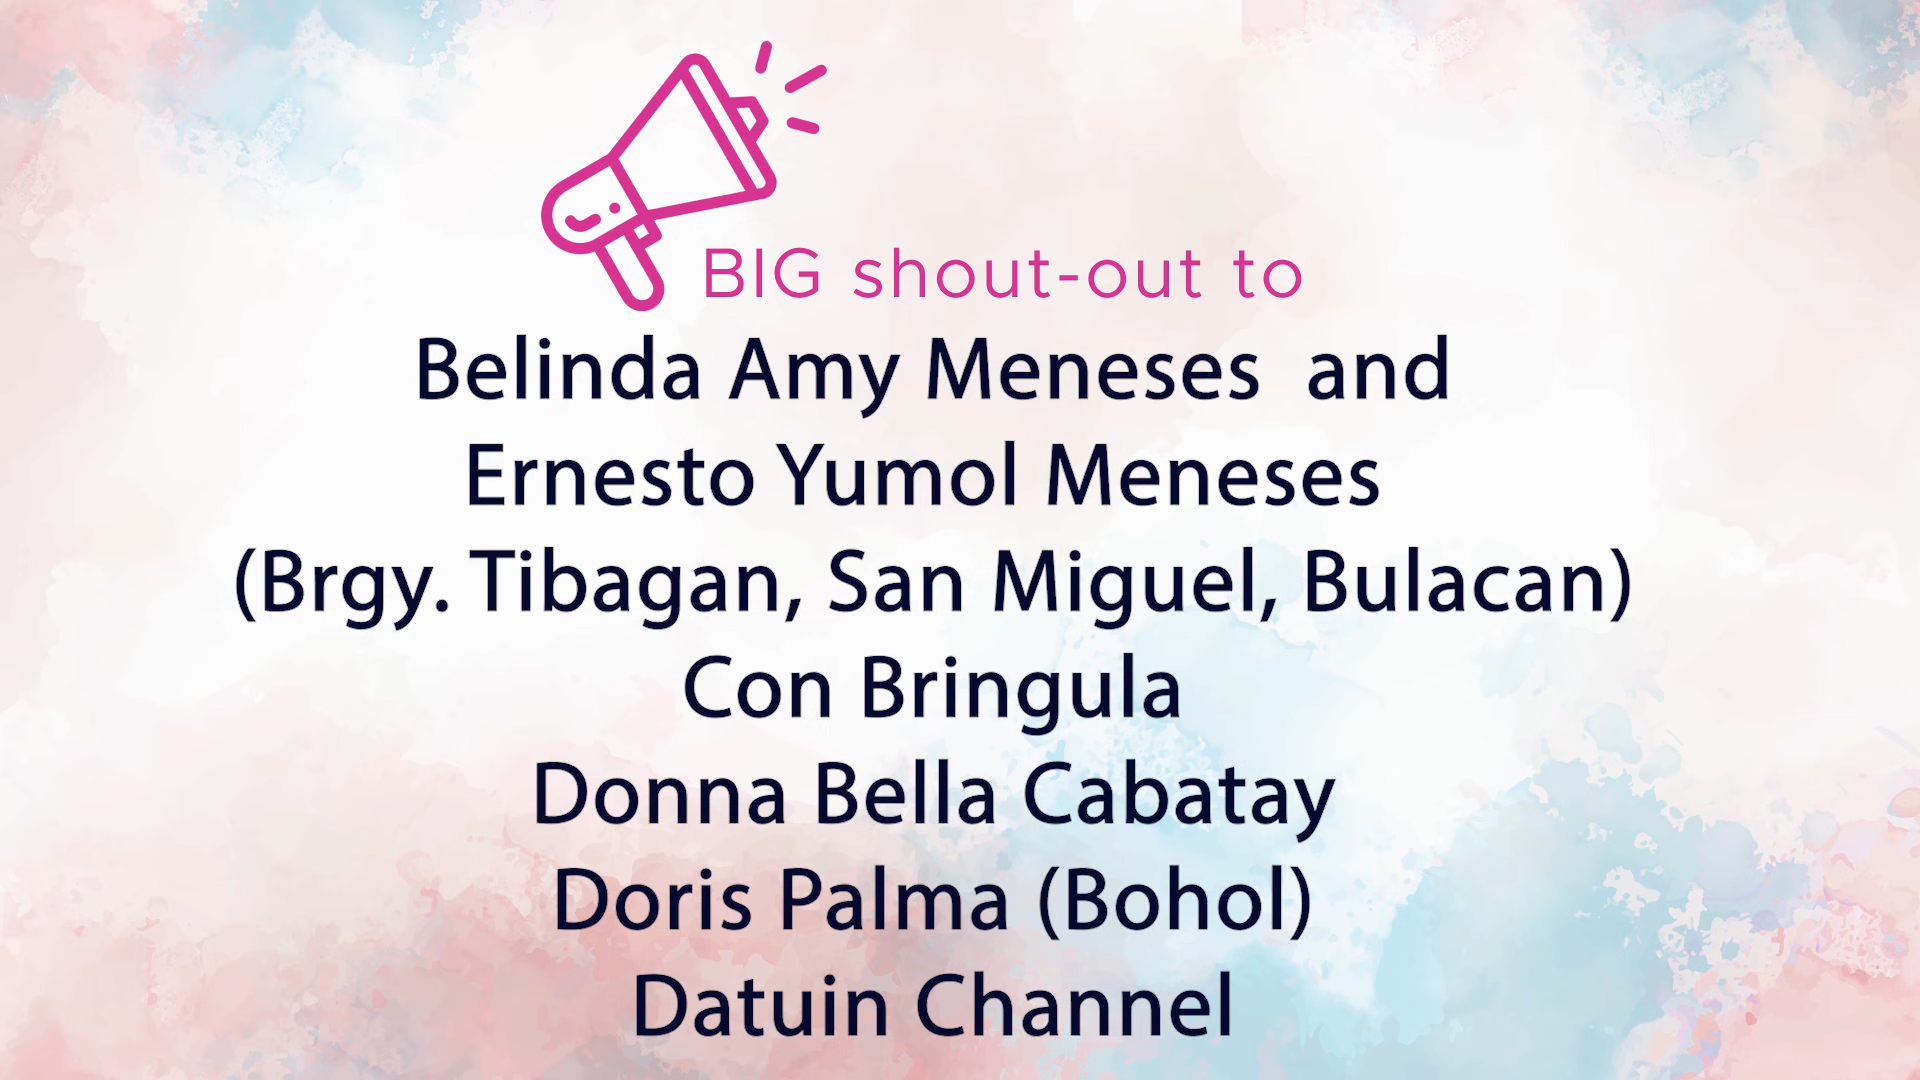 BIG shout-out to
Belinda Amy Meneses and
Ernesto Yumol Meneses
(Brgy. Tibagan, San Miguel, Bulacan)
Con Bringula
Donna Bella Cabatay
Doris Palma (Bohol)
Datuin Channel